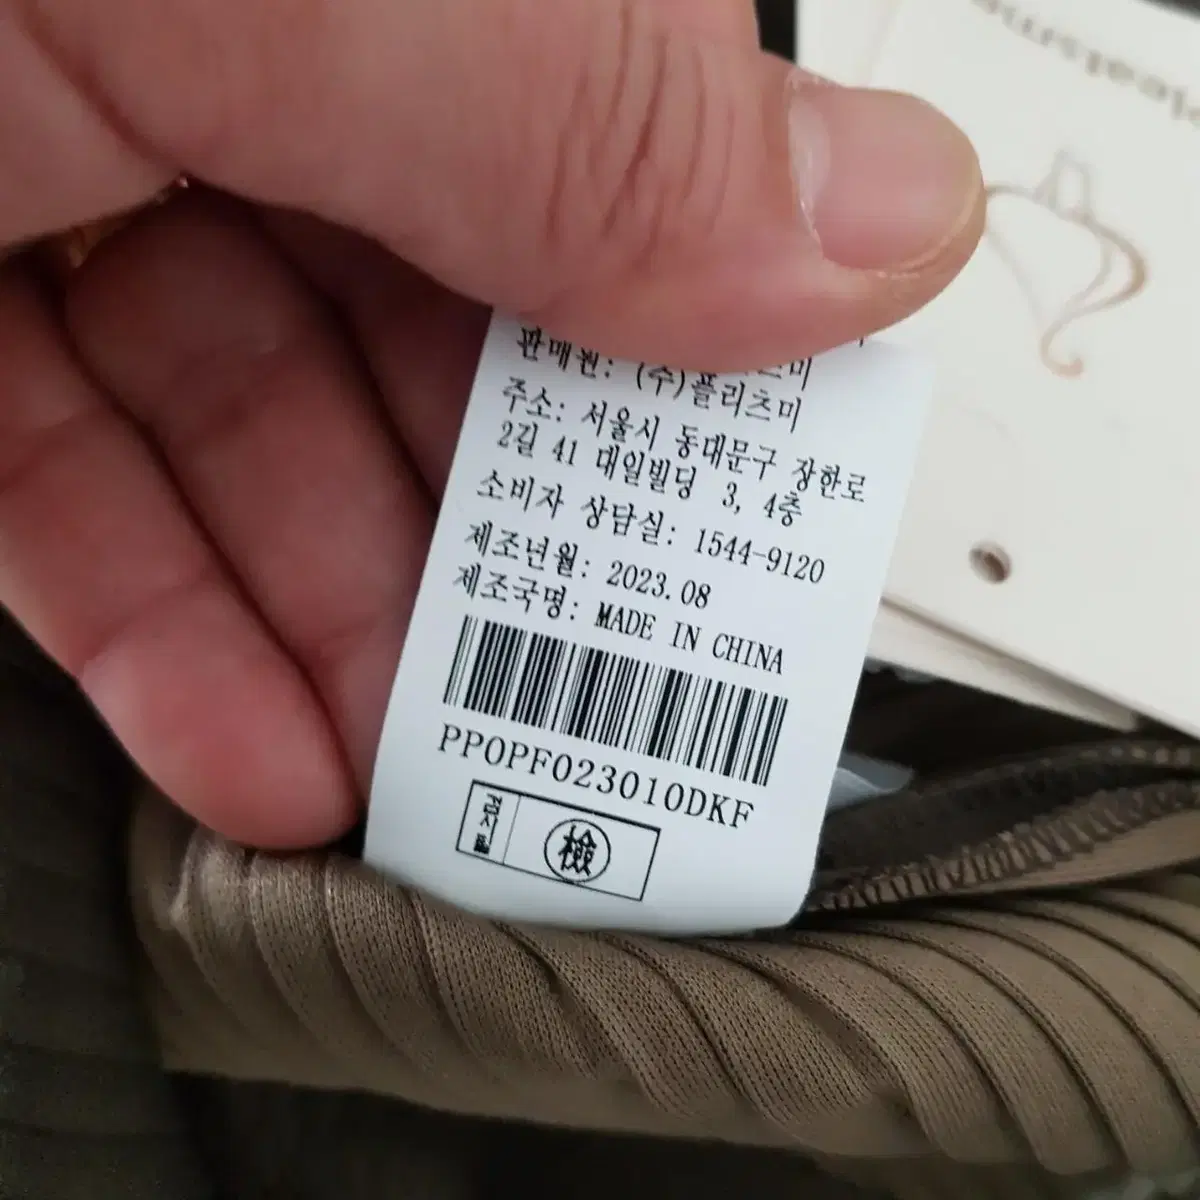 pleatsme
판매원: (주)플리츠미
주소: 서울시 동대문구 장한로
2길 41 대일빌딩 3, 4층
소비자 상담실: 1544-9120
제조년월: 2023.08
제조국명: MADE IN CHINA
PPOPF023010DKF
검사필
檢